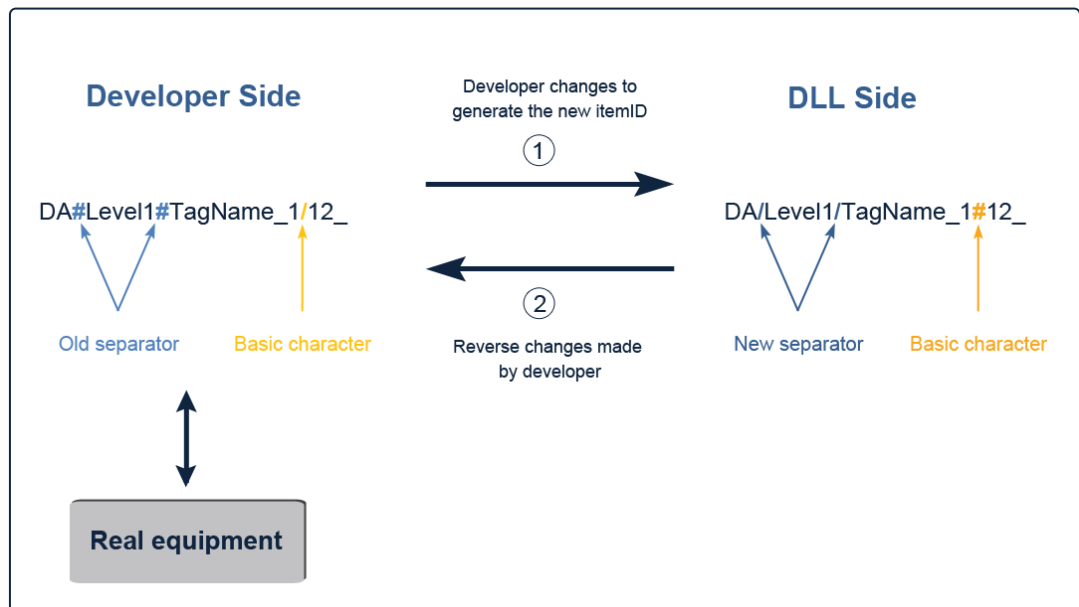 Developer Side
Developer changes to
generate the new itemID
DLL Side
1
DA#Level1#TagName_1/12_
DA/Level1/TagName_1#12_
2
Old separator
Basic character
Reverse changes made
by developer
New separator
Basic character
Real equipment